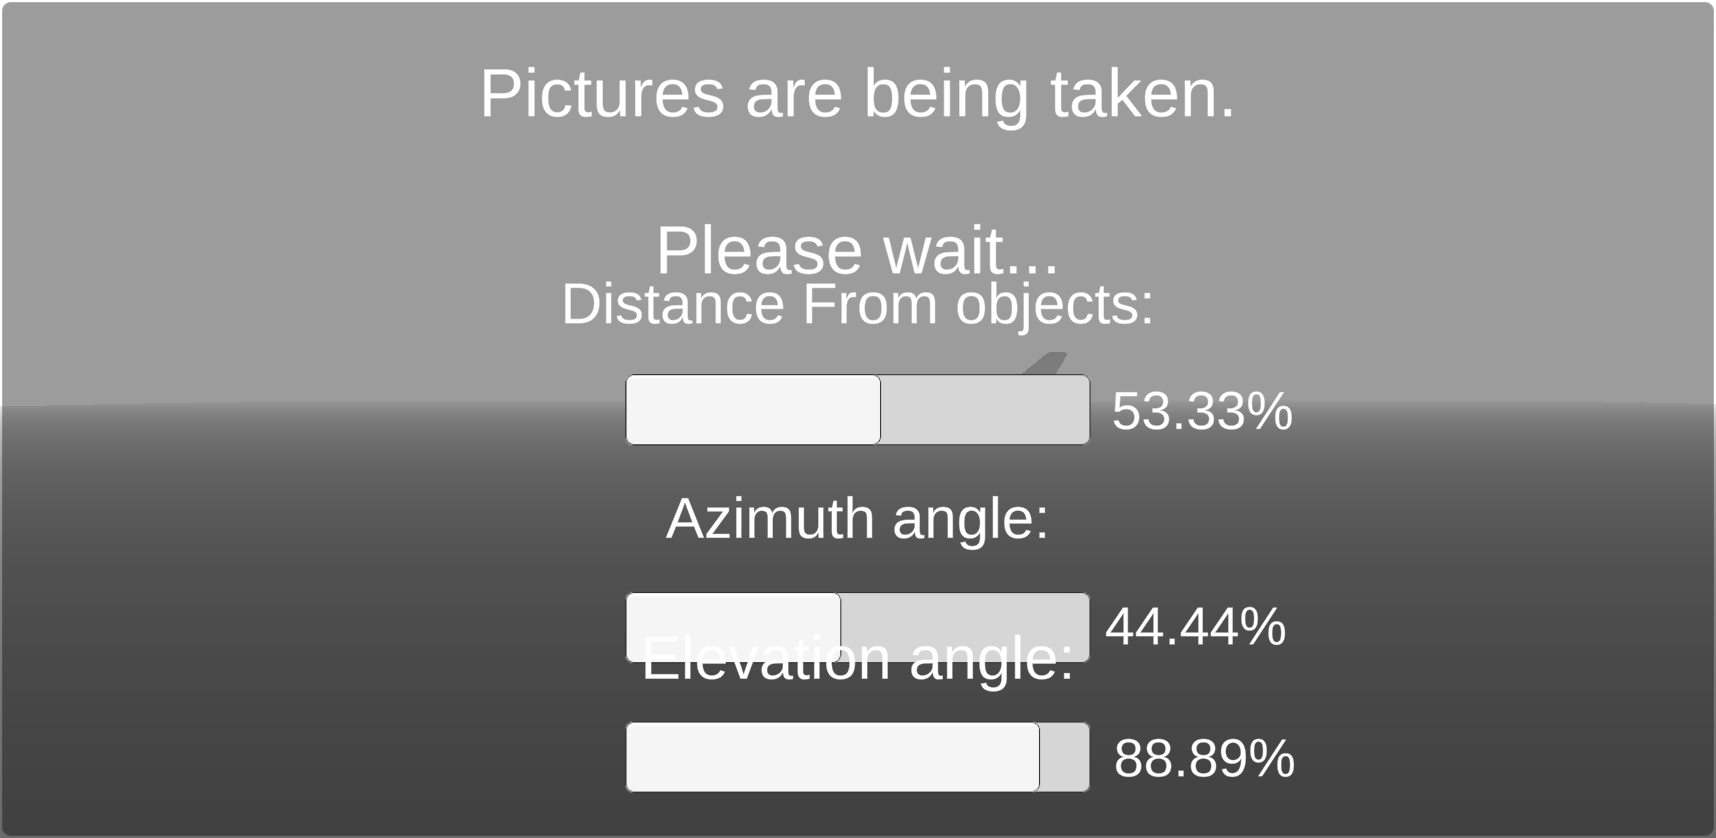 Pictures are being taken.
Please wait...
Distance From objects:
53.33%
Azimuth angle:
44.44%
Elevation angle:
88.89%